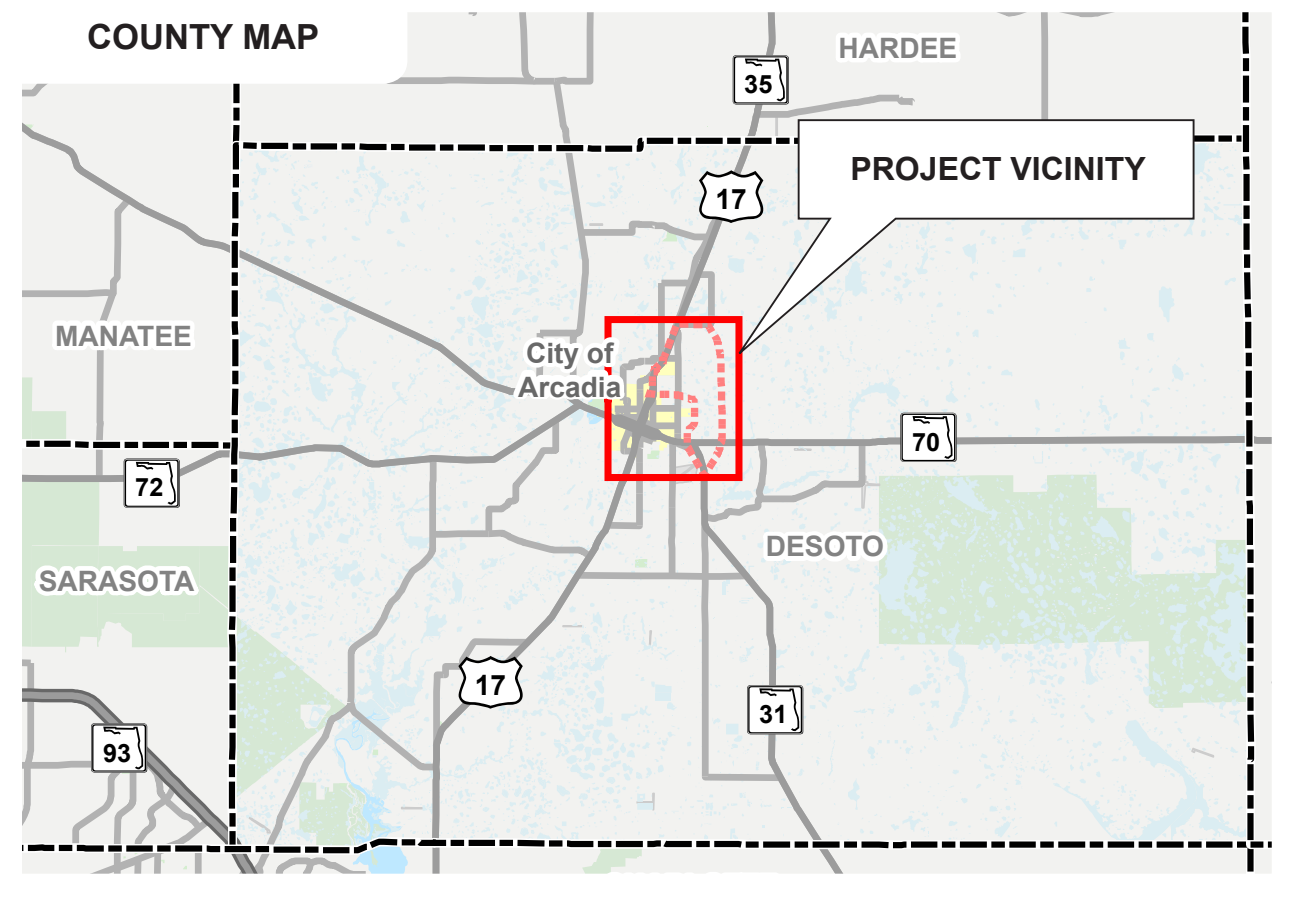 COUNTY MAP
HARDEE
35
PROJECT VICINITY
17
MANATEE
City of
Arcadia
70
72
DESOTO
SARASOTA
17
31
93